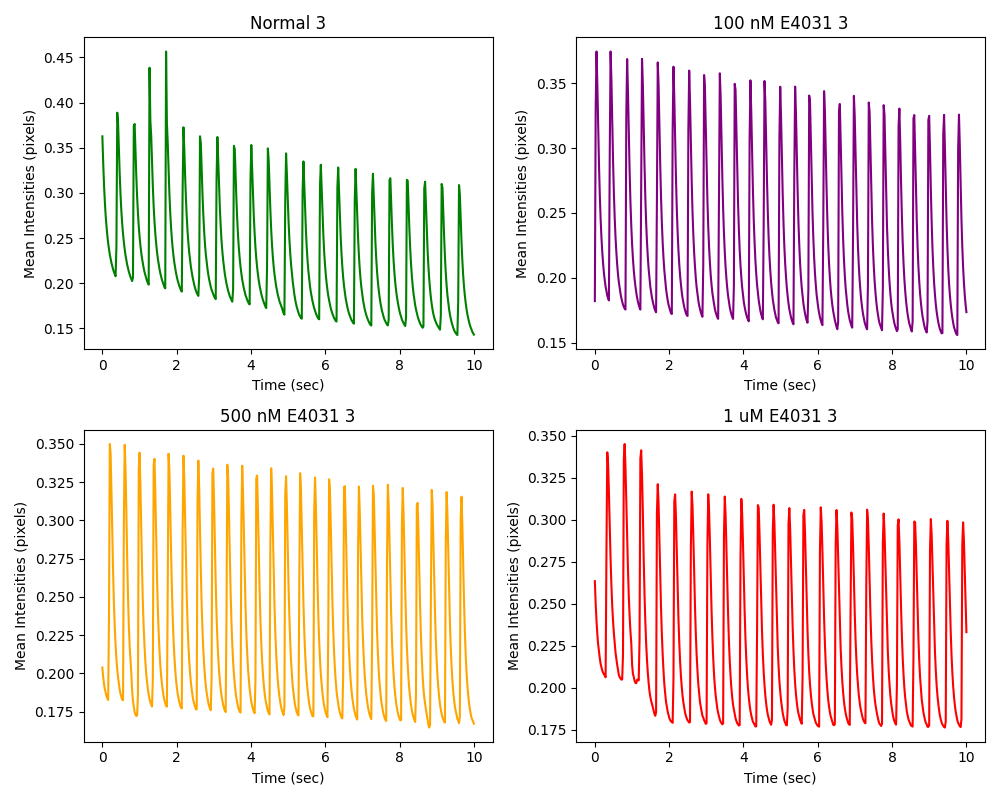 Normal 3
Mean Intensities (pixels)
0.45
0.40
0.35
0.30
0.25
0.20
0.15
0 2 4 6 8 10
Time (sec)
100 nM E4031 3
Mean Intensities (pixels)
0.35
0.30
0.25
0.20
0.15
0 2 4 6 8 10
Time (sec)
500 nM E4031 3
Mean Intensities (pixels)
0.350
0.325
0.300
0.275
0.250
0.225
0.200
0.175
0 2 4 6 8 10
Time (sec)
1 uM E4031 3
Mean Intensities (pixels)
0.350
0.325
0.300
0.275
0.250
0.225
0.200
0.175
0 2 4 6 8 10
Time (sec)